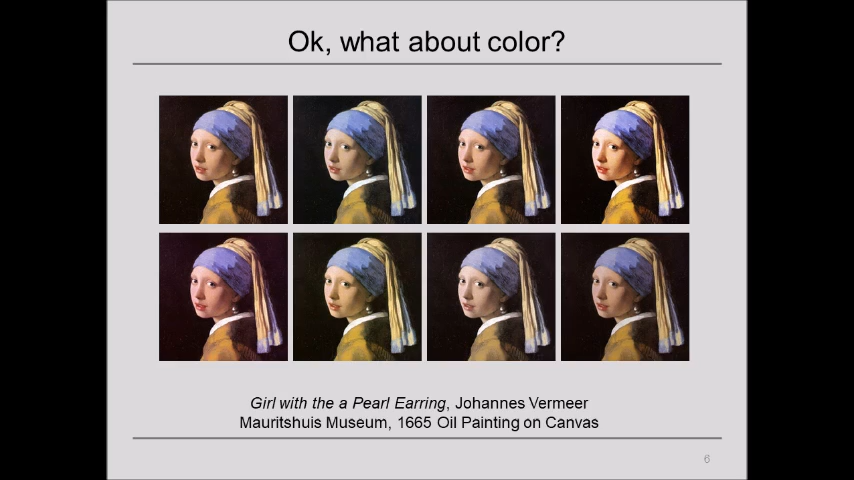 Ok, what about color?
Girl with the a Pearl Earring, Johannes Vermeer
Mauritshuis Museum, 1665 Oil Painting on Canvas
6